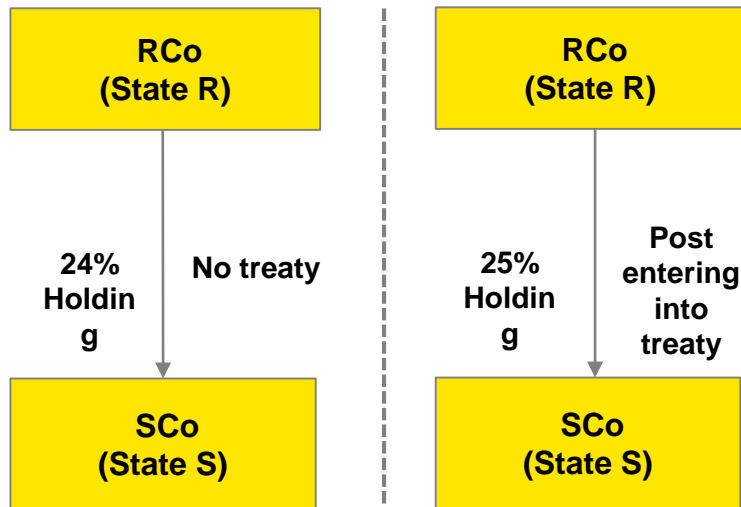 RCo
(State R)
24%
Holdin
g
No treaty
SCo
(State S)
RCo
(State R)
25%
Holdin
g
Post
entering
into
treaty
SCo
(State S)